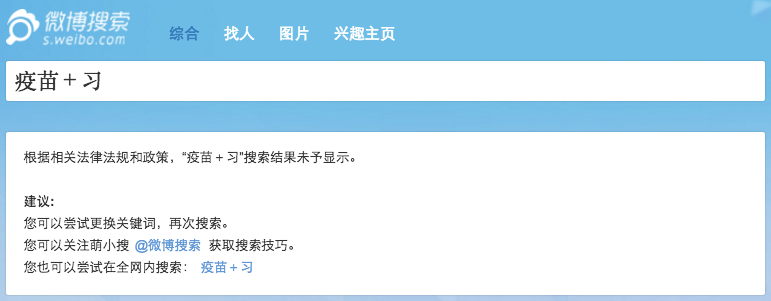 微博搜索
s.weibo.com
综合 找人 图片 兴趣主页
疫苗+习
根据相关法律法规和政策，“疫苗+习”搜索结果未予显示。
建议:
您可以尝试更换关键词，再次搜索。
您可以关注萌小搜 @微博搜索 获取搜索技巧。
您也可以尝试在全网内搜索： 疫苗+习